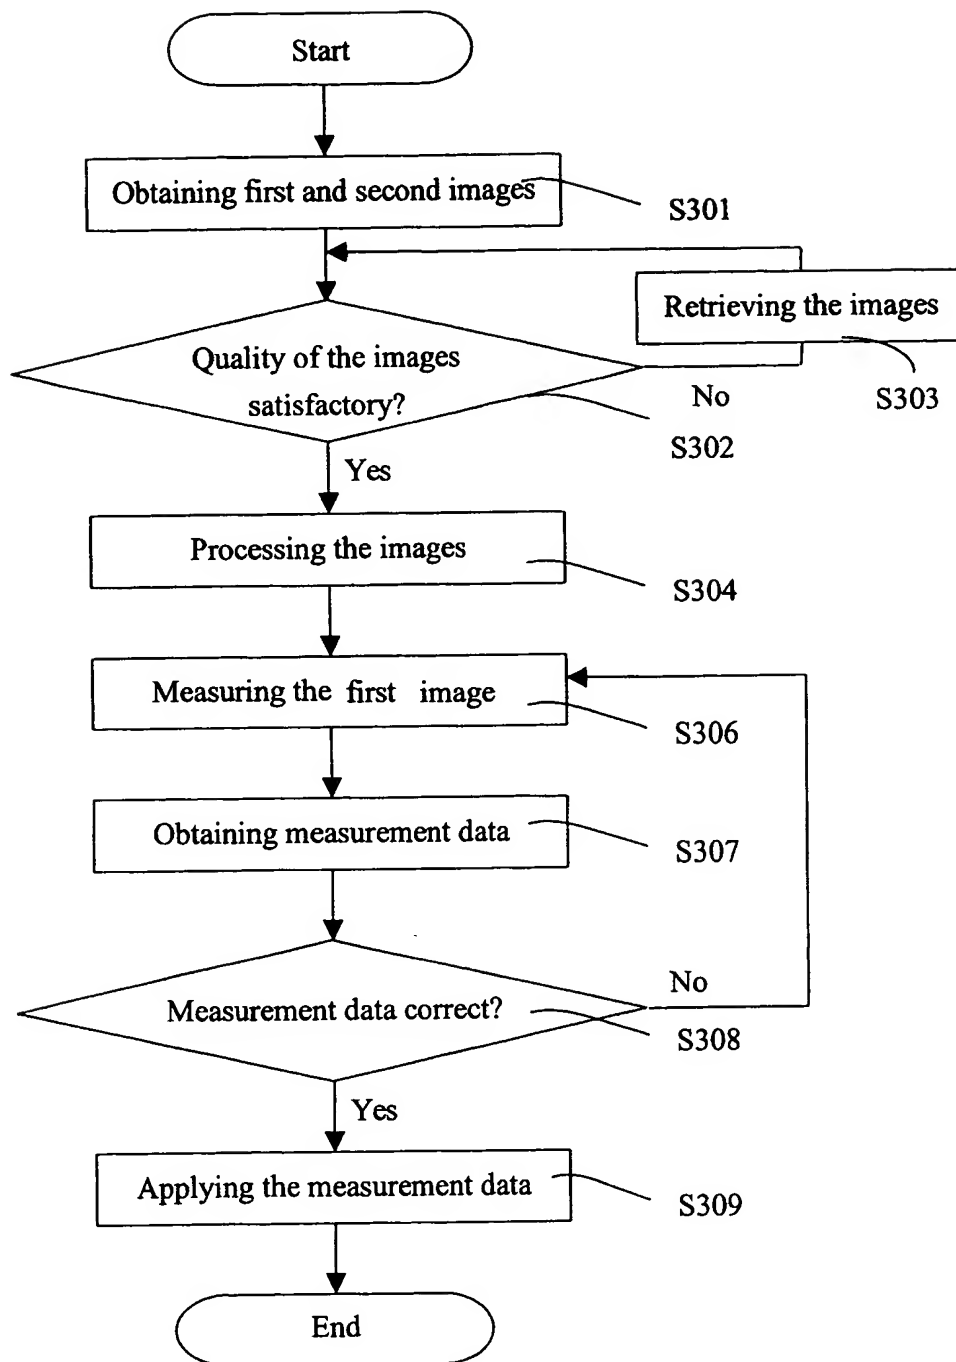 Start
Obtaining first and second images
S301
Retrieving the images
S303
Quality of the images
satisfactory?
No
S302
Yes
Processing the images
S304
Measuring the first image
S306
Obtaining measurement data
S307
No
Measurement data correct?
S308
Yes
Applying the measurement data
S309
End